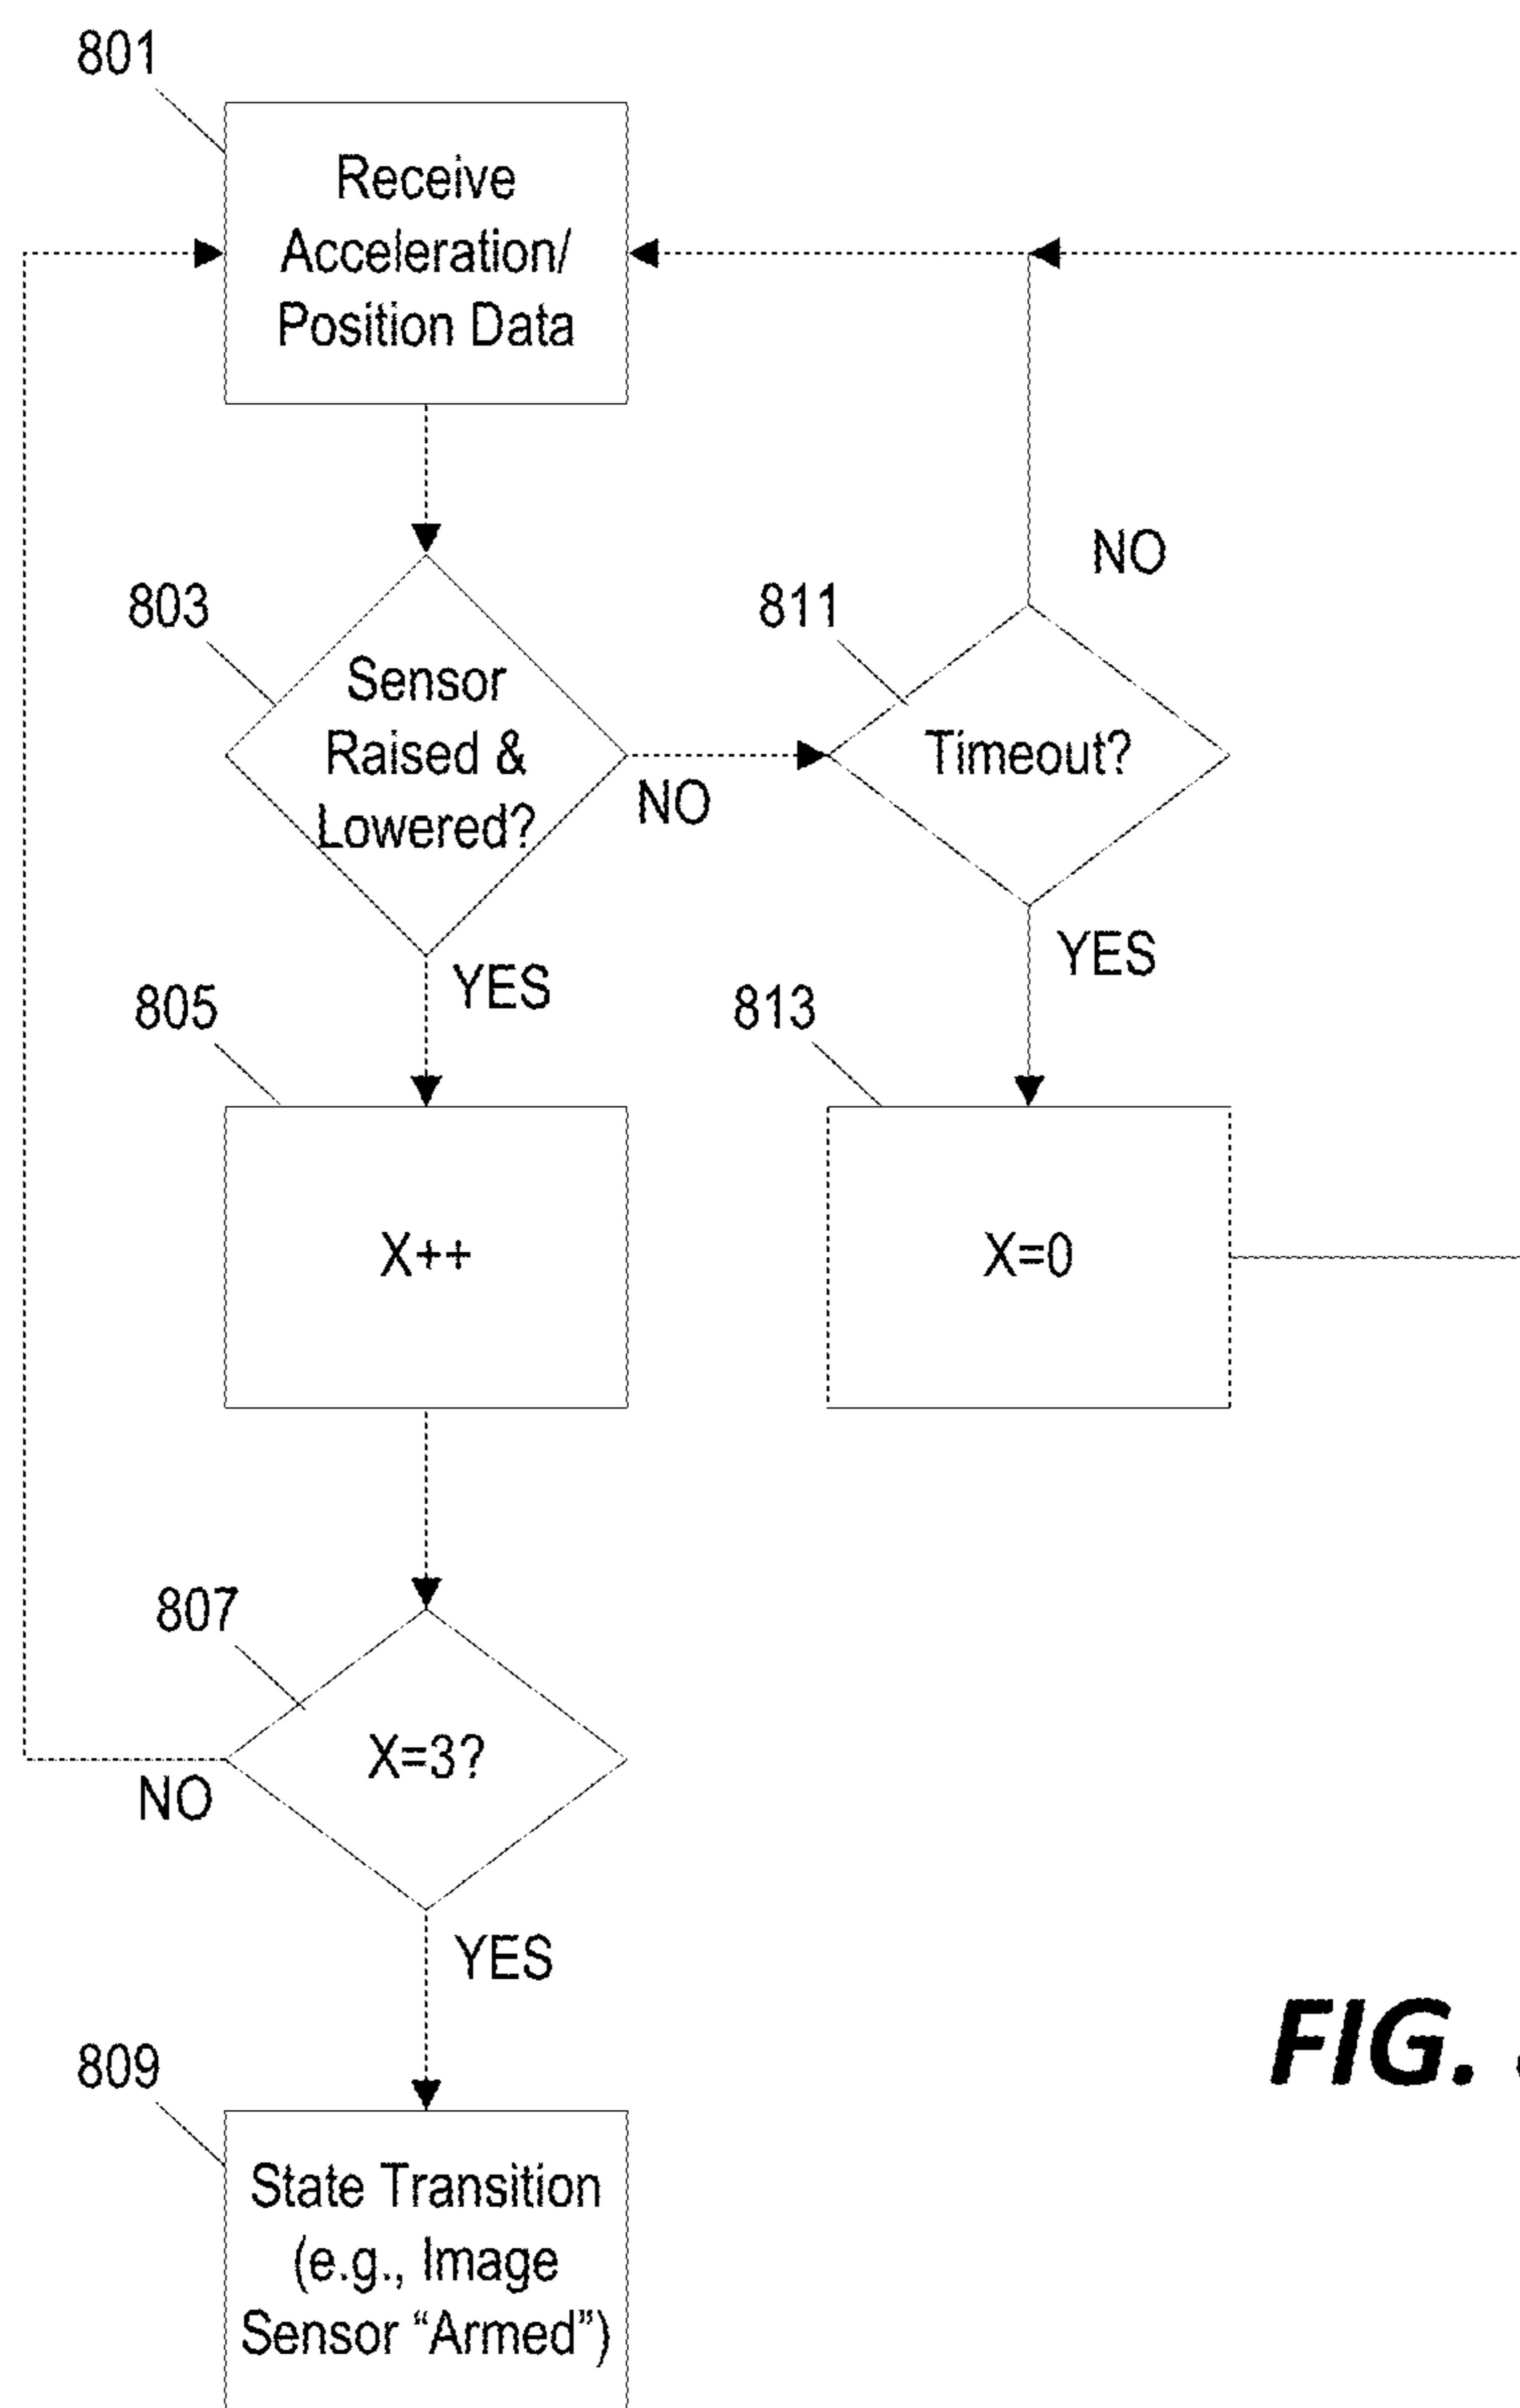 801
Receive
Acceleration/
Position Data
803
Sensor
Raised &
Lowered?
NO
YES
811
Timeout?
NO
YES
805
X++
813
X=0
807
X=3?
NO
YES
809
State Transition
(e.g., Image
Sensor “Armed”)
FIG.